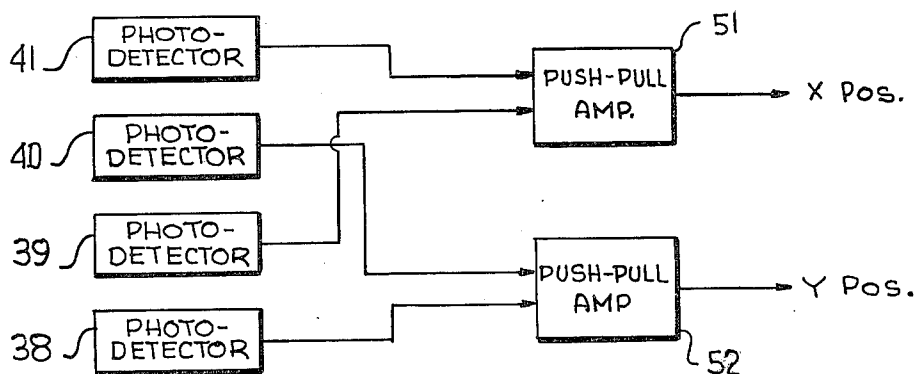 41
PHOTO-
DETECTOR
51
PUSH-PULL
AMP.
X POS.
40
PHOTO-
DETECTOR
39
PHOTO-
DETECTOR
PUSH-PULL
AMP
Y POS.
52
38
PHOTO-
DETECTOR